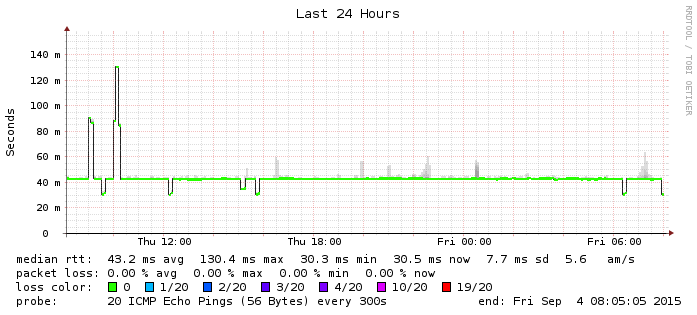 Last 24 Hours
RRDTOOL / TOBI OETIKER
Seconds
140 m
120 m
100 m
80 m
60 m
40 m
20 m
0
Thu 12:00 Thu 18:00 Fri 00:00 Fri 06:00
median rtt: 43.2 ms avg 130.4 ms max 30.3 ms min 30.5 ms now 7.7 ms sd 5.6 am/s
packet loss: 0.00 % avg 0.00 % max 0.00 % min 0.00 % now
loss color: 0 1/20 2/20 3/20 4/20 10/20 19/20
probe: 20 ICMP Echo Pings (56 Bytes) every 300s end: Fri Sep 4 08:05:05 2015